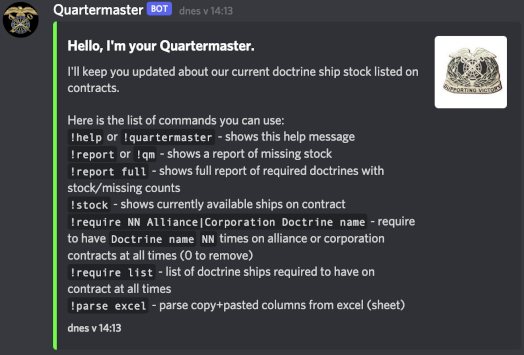 Quartermaster BOT dnes v 14:13
Hello, I'm your Quartermaster.
I'll keep you updated about our current doctrine ship stock listed on
contracts.
SUPPORTING VICTORY
Here is the list of commands you can use:
!help or !quartermaster - shows this help message
!report or !qm - shows a report of missing stock
!report full - shows full report of required doctrines with
stock/missing counts
!stock - shows currently available ships on contract
!require NN Alliance|Corporation Doctrine name - require
to have Doctrine name NN times on alliance or corporation
contracts at all times (0 to remove)
!require list - list of doctrine ships required to have on
contract at all times
!parse excel - parse copy+pasted columns from excel (sheet)
dnes v 14:13